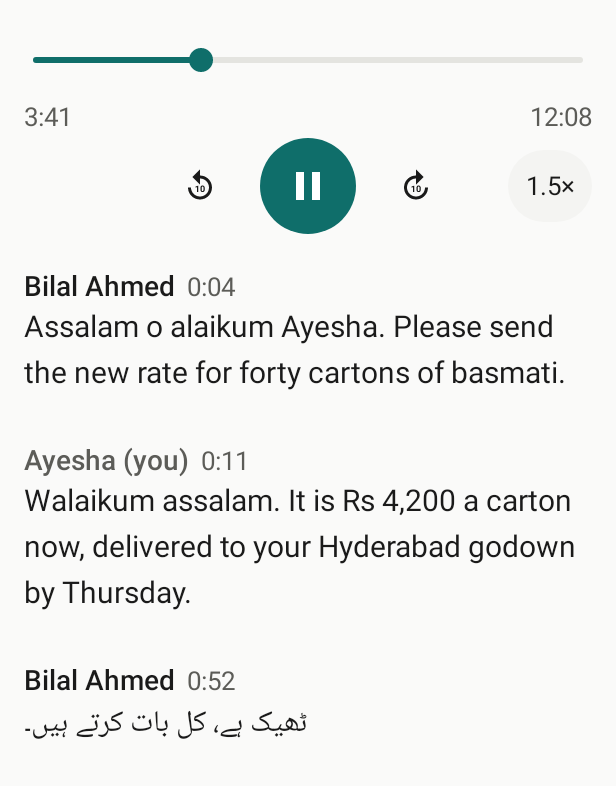 3:41
12:08
10
10
1.5×
Bilal Ahmed 0:04
Assalam o alaikum Ayesha. Please send
the new rate for forty cartons of basmati.
Ayesha (you) 0:11
Walaikum assalam. It is Rs 4,200 a carton
now, delivered to your Hyderabad godown
by Thursday.
Bilal Ahmed 0:52
ٹھیک ہے، کل بات کرتے ہیں۔